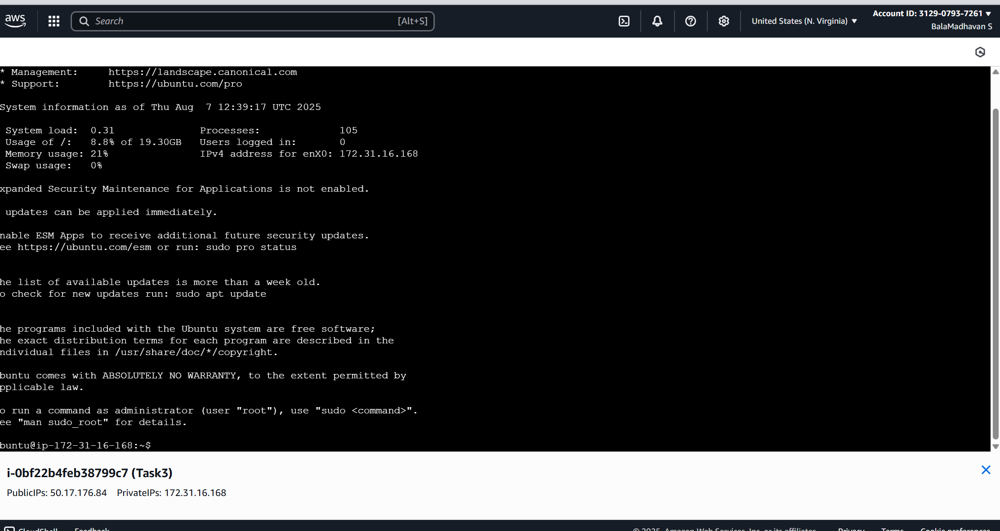 aws
Search [Alt+S]
United States (N. Virginia)
Account ID: 3129-0793-7261
BalaMadhavan S
* Management: https://landscape.canonical.com
* Support: https://ubuntu.com/pro
System information as of Thu Aug 7 12:39:17 UTC 2025
System load: 0.31 Processes: 105
Usage of /: 8.8% of 19.30GB Users logged in: 0
Memory usage: 21% IPv4 address for enX0: 172.31.16.168
Swap usage: 0%
xpanded Security Maintenance for Applications is not enabled.
updates can be applied immediately.
nable ESM Apps to receive additional future security updates.
ee https://ubuntu.com/esm or run: sudo pro status
he list of available updates is more than a week old.
o check for new updates run: sudo apt update
he programs included with the Ubuntu system are free software;
he exact distribution terms for each program are described in the
ndividual files in /usr/share/doc/*/copyright.
buntu comes with ABSOLUTELY NO WARRANTY, to the extent permitted by
pplicable law.
o run a command as administrator (user "root"), use "sudo <command>".
ee "man sudo_root" for details.
buntu@ip-172-31-16-168:~$
i-0bf22b4feb38799c7 (Task3)
PublicIPs: 50.17.176.84 PrivateIPs: 172.31.16.168
CloudShell Feedback © 2025, Amazon Web Services, Inc. or its affiliates. Privacy Terms Cookie preferences